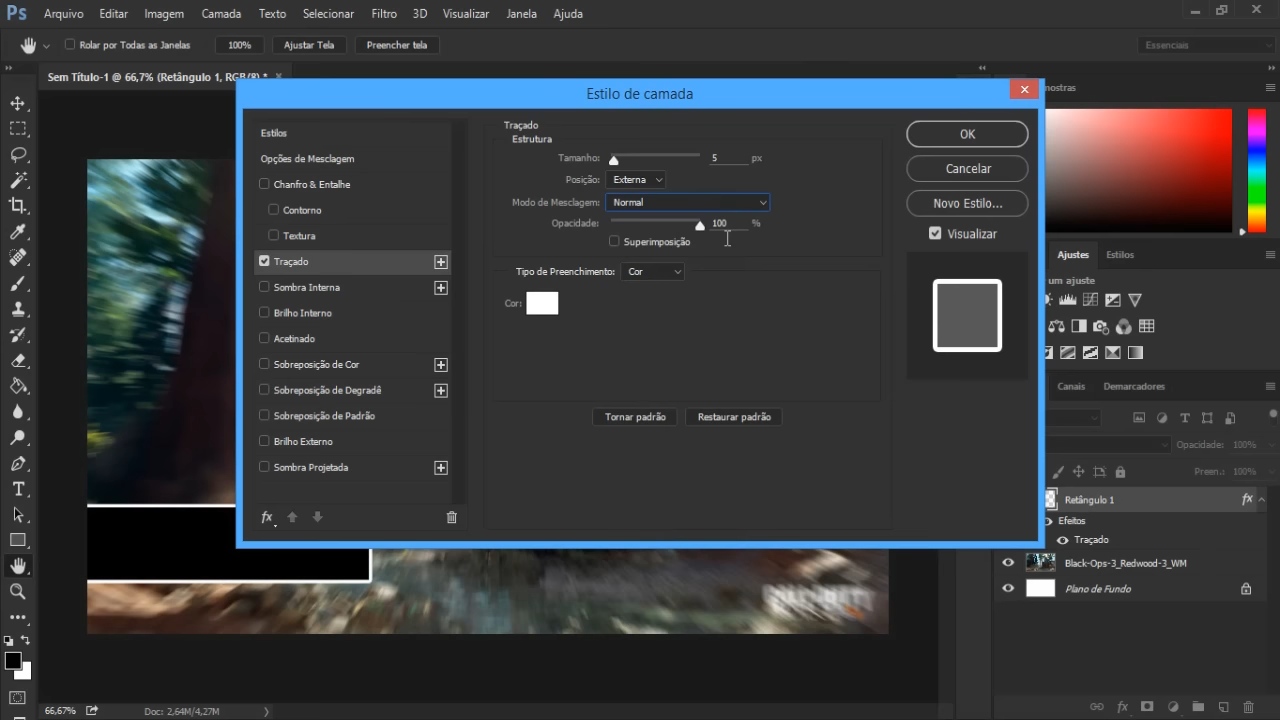 Ps Arquivo Editar Imagem Camada Texto Selecionar Filtro 3D Visualizar Janela Ajuda
Rolar por Todas as Janelas 100% Ajustar Tela Preencher tela Essenciais
Sem Título-1 @ 66,7% (Retângulo 1, RGB/8) * ×
Estilo de camada
Estilos
Opções de Mesclagem
Chanfro & Entalhe
Contorno
Textura
Traçado
Sombra Interna
Brilho Interno
Acetinado
Sobreposição de Cor
Sobreposição de Degradê
Sobreposição de Padrão
Brilho Externo
Sombra Projetada
fx
Traçado
Estrutura
Tamanho: 5 px
Posição: Externa
Modo de Mesclagem: Normal
Opacidade: 100 %
Superimposição
Tipo de Preenchimento: Cor
Cor:
Tornar padrão Restaurar padrão
OK
Cancelar
Novo Estilo...
Visualizar
mostras
Ajustes Estilos
um ajuste
Canais Demarcadores
Opacidade: 100%
Preen.: 100%
Retângulo 1 fx
Efeitos
Traçado
Black-Ops-3_Redwood-3_WM
Plano de Fundo
66,67% Doc: 2,64M/4,27M
fx